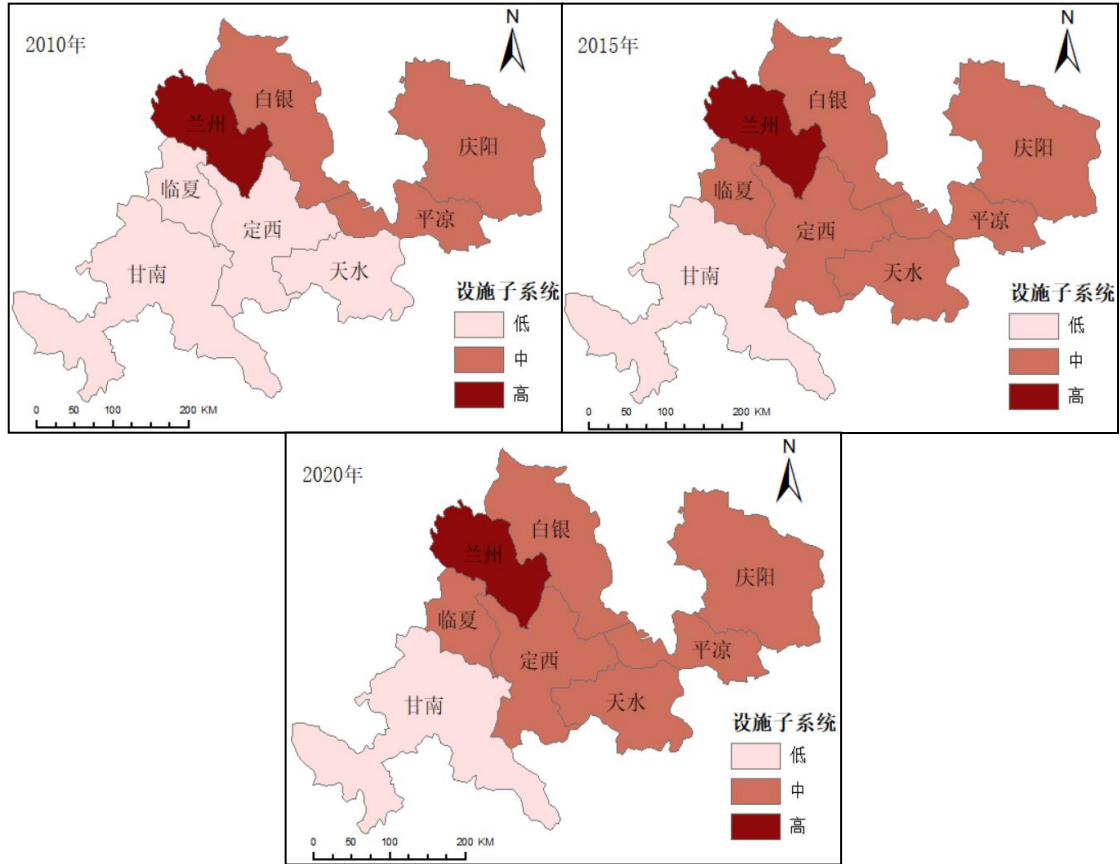 2010年
N
白银
兰州
庆阳
临夏
平凉
定西
甘南
天水
设施子系统
低
中
高
0 50 100 200 KM
2015年
N
白银
兰州
庆阳
临夏
平凉
定西
甘南
天水
设施子系统
低
中
高
0 50 100 200 KM
2020年
N
白银
兰州
庆阳
临夏
平凉
定西
甘南
天水
设施子系统
低
中
高
0 50 100 200 KM